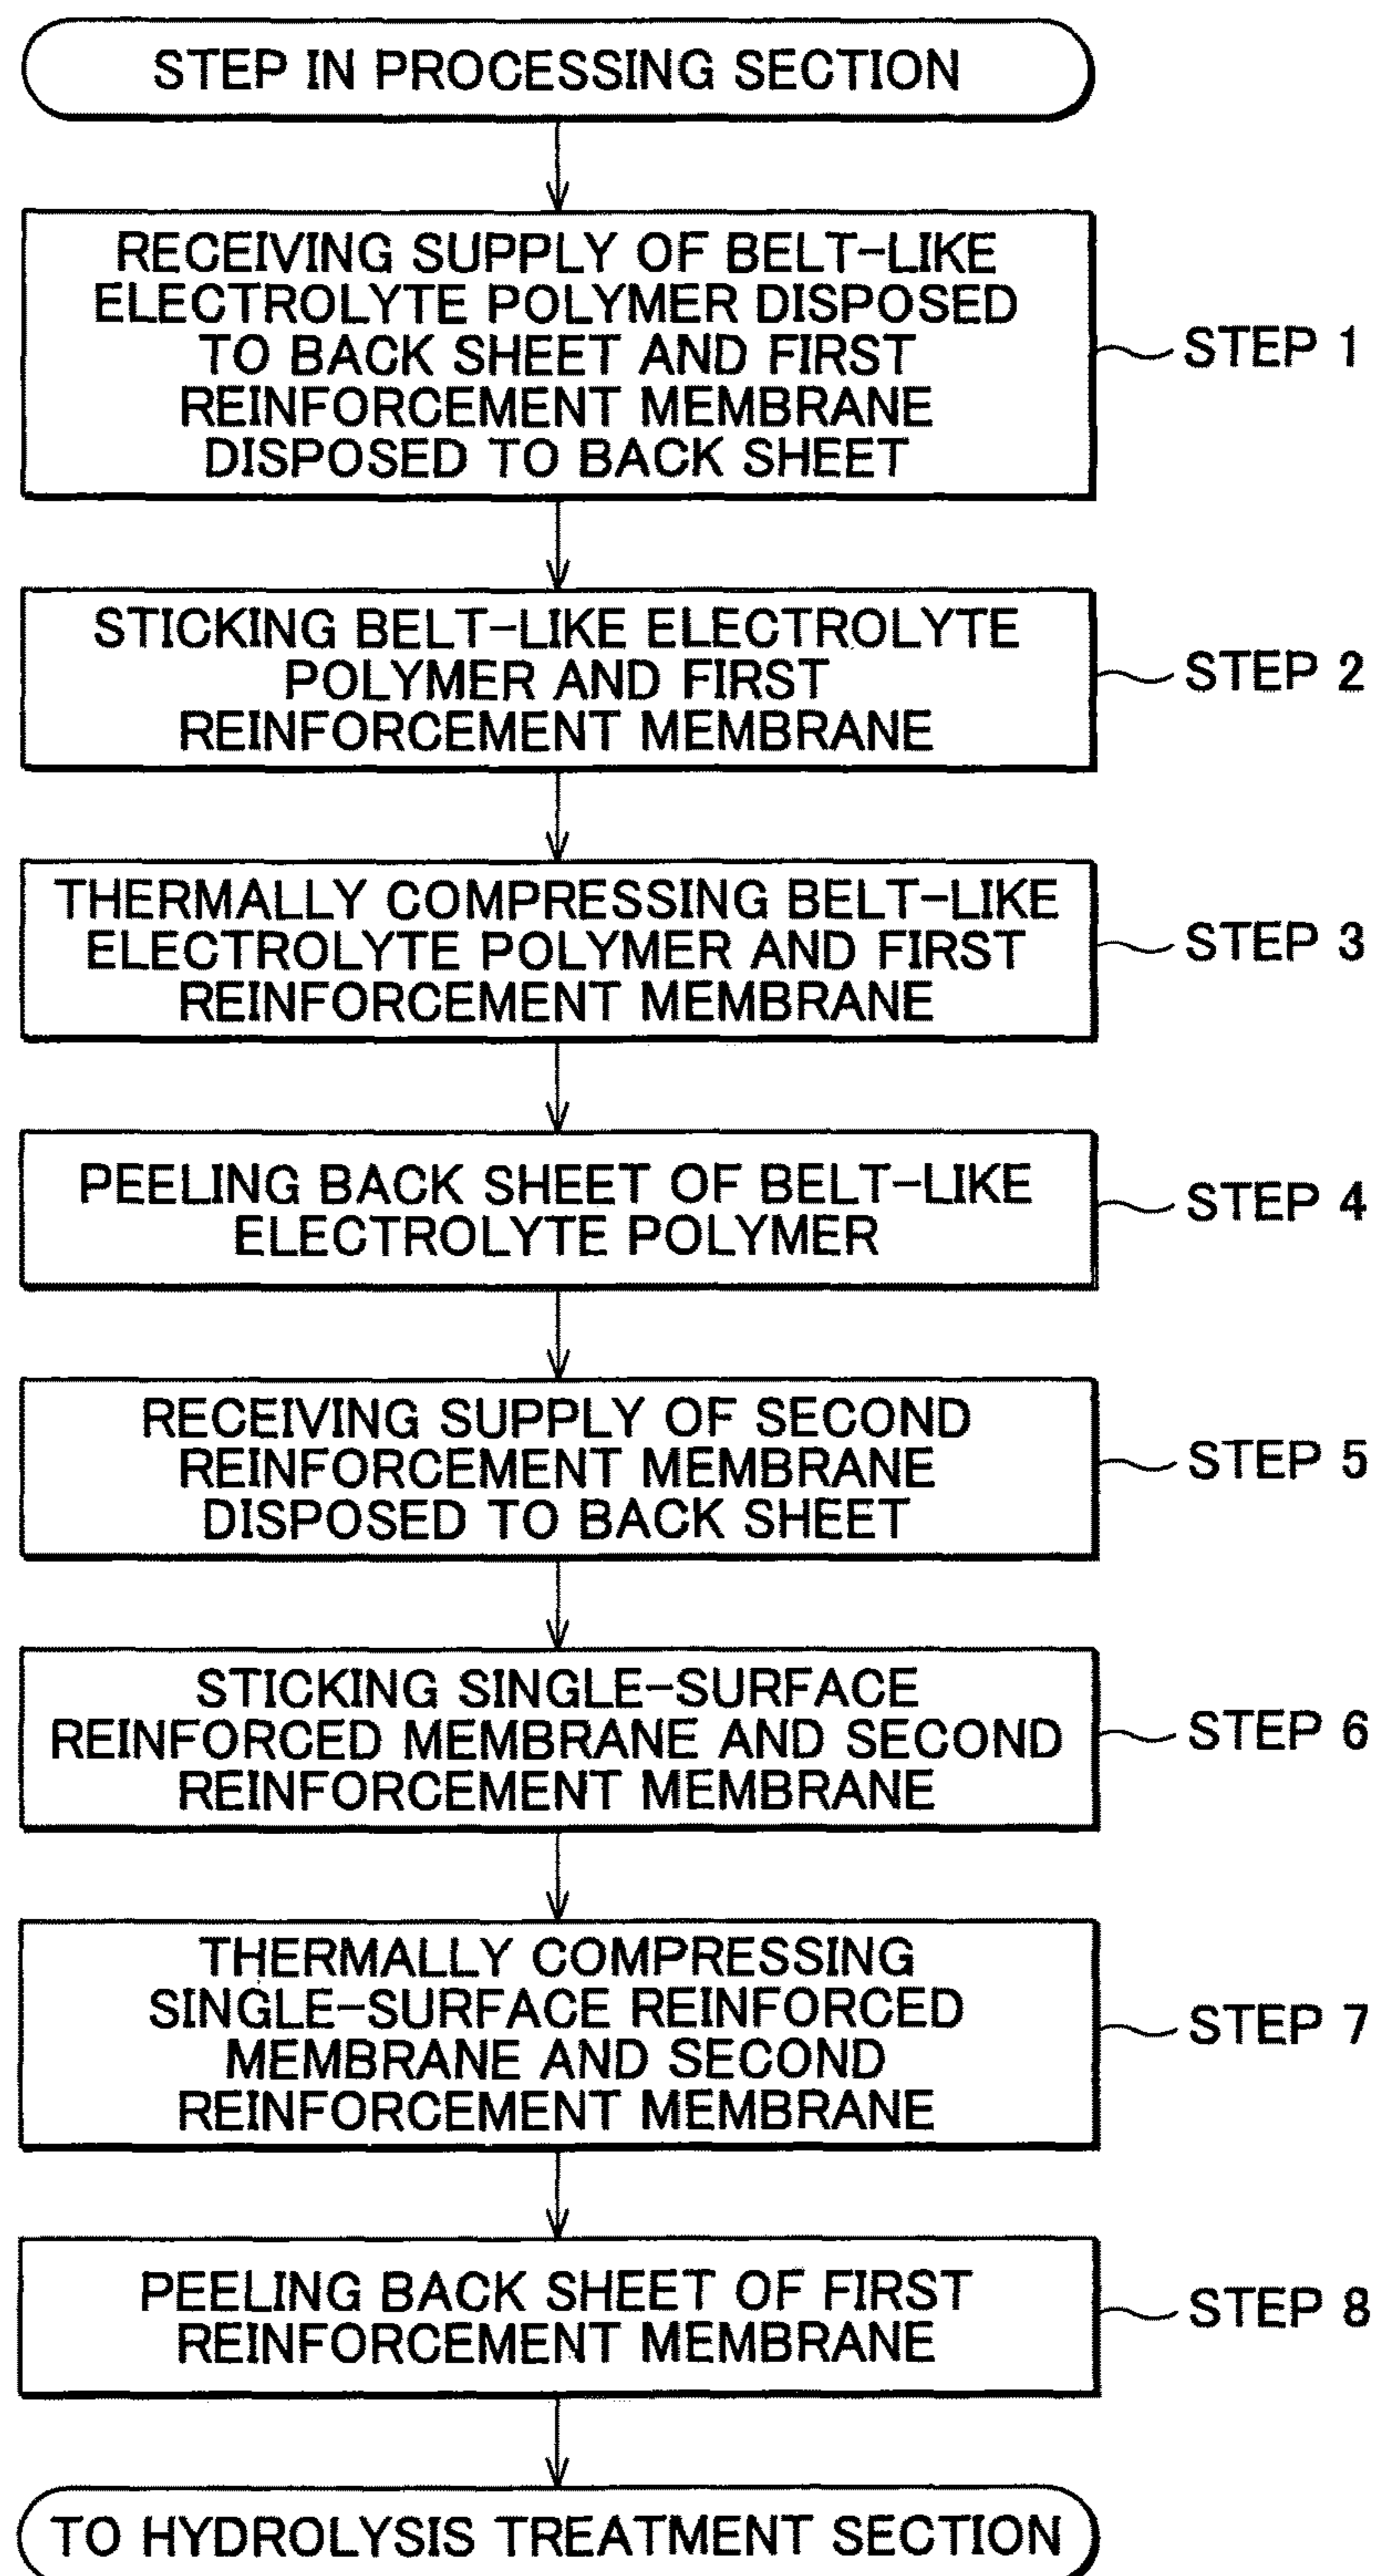 STEP IN PROCESSING SECTION
RECEIVING SUPPLY OF BELT-LIKE
ELECTROLYTE POLYMER DISPOSED
TO BACK SHEET AND FIRST
REINFORCEMENT MEMBRANE
DISPOSED TO BACK SHEET
STEP 1
STICKING BELT-LIKE ELECTROLYTE
POLYMER AND FIRST
REINFORCEMENT MEMBRANE
STEP 2
THERMALLY COMPRESSING BELT-LIKE
ELECTROLYTE POLYMER AND FIRST
REINFORCEMENT MEMBRANE
STEP 3
PEELING BACK SHEET OF BELT-LIKE
ELECTROLYTE POLYMER
STEP 4
RECEIVING SUPPLY OF SECOND
REINFORCEMENT MEMBRANE
DISPOSED TO BACK SHEET
STEP 5
STICKING SINGLE-SURFACE
REINFORCED MEMBRANE AND SECOND
REINFORCEMENT MEMBRANE
STEP 6
THERMALLY COMPRESSING
SINGLE-SURFACE REINFORCED
MEMBRANE AND SECOND
REINFORCEMENT MEMBRANE
STEP 7
PEELING BACK SHEET OF FIRST
REINFORCEMENT MEMBRANE
STEP 8
TO HYDROLYSIS TREATMENT SECTION